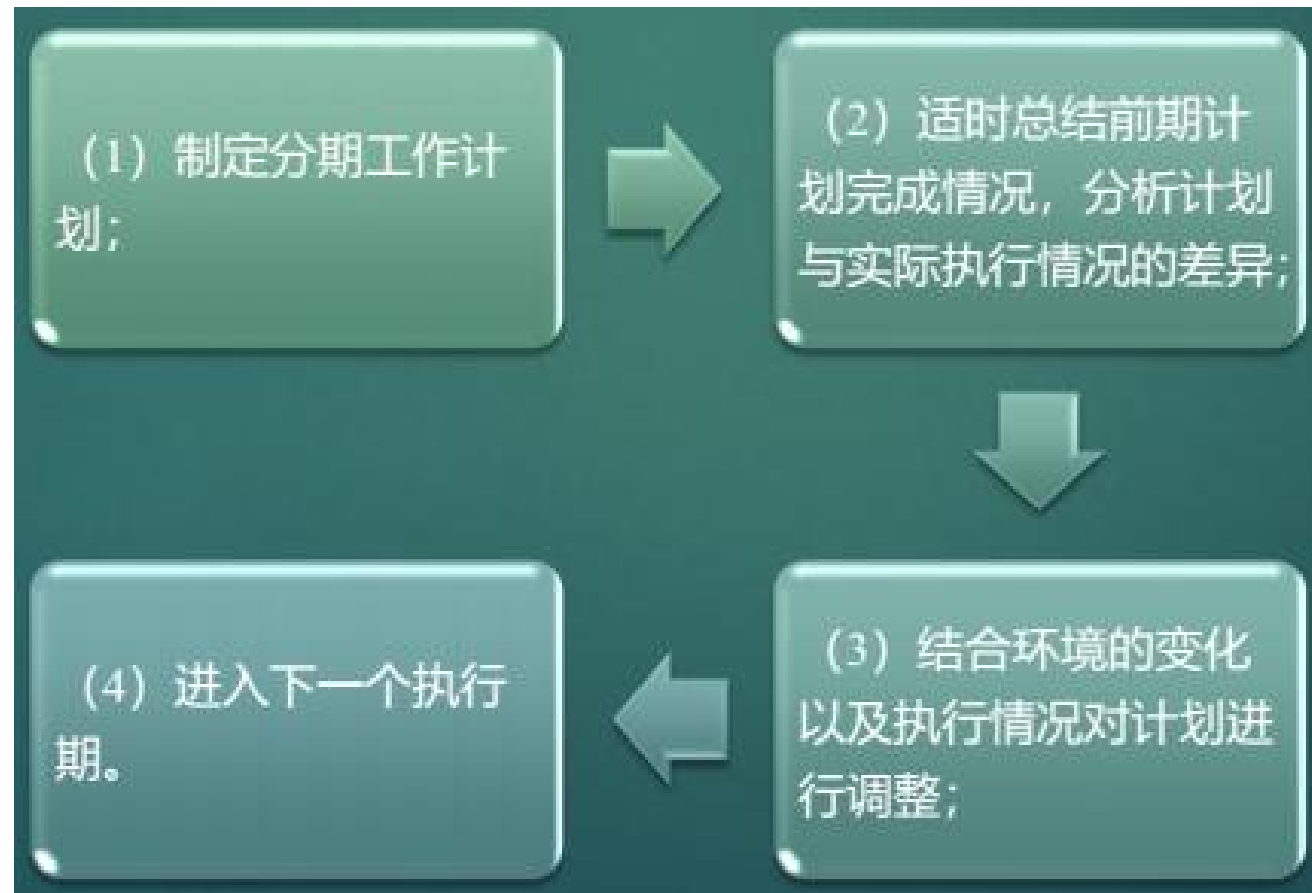 （1）制定分期工作计
划；
（2）适时总结前期计
划完成情况，分析计划
与实际执行情况的差异；
（3）结合环境的变化
以及执行情况对计划进
行调整；
（4）进入下一个执行
期。